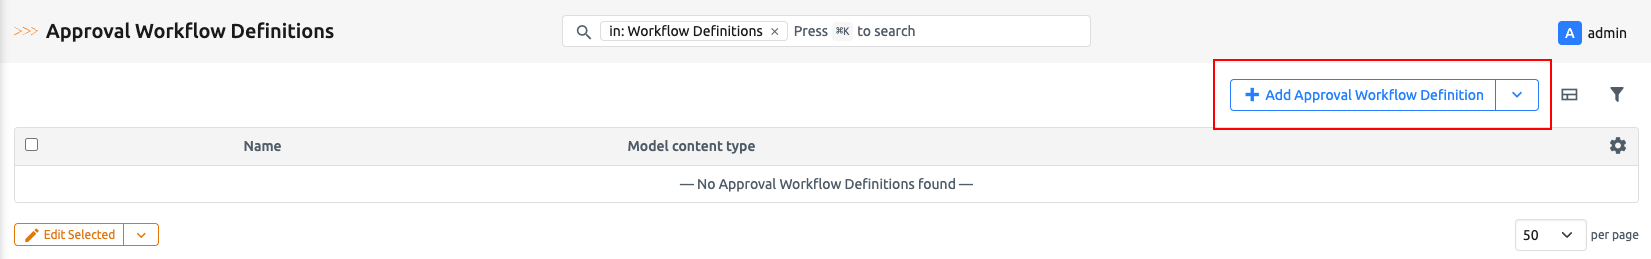 >>> Approval Workflow Definitions
in: Workflow Definitions × Press ⌘K to search
A admin
Add Approval Workflow Definition
Name Model content type
— No Approval Workflow Definitions found —
Edit Selected
50 per page